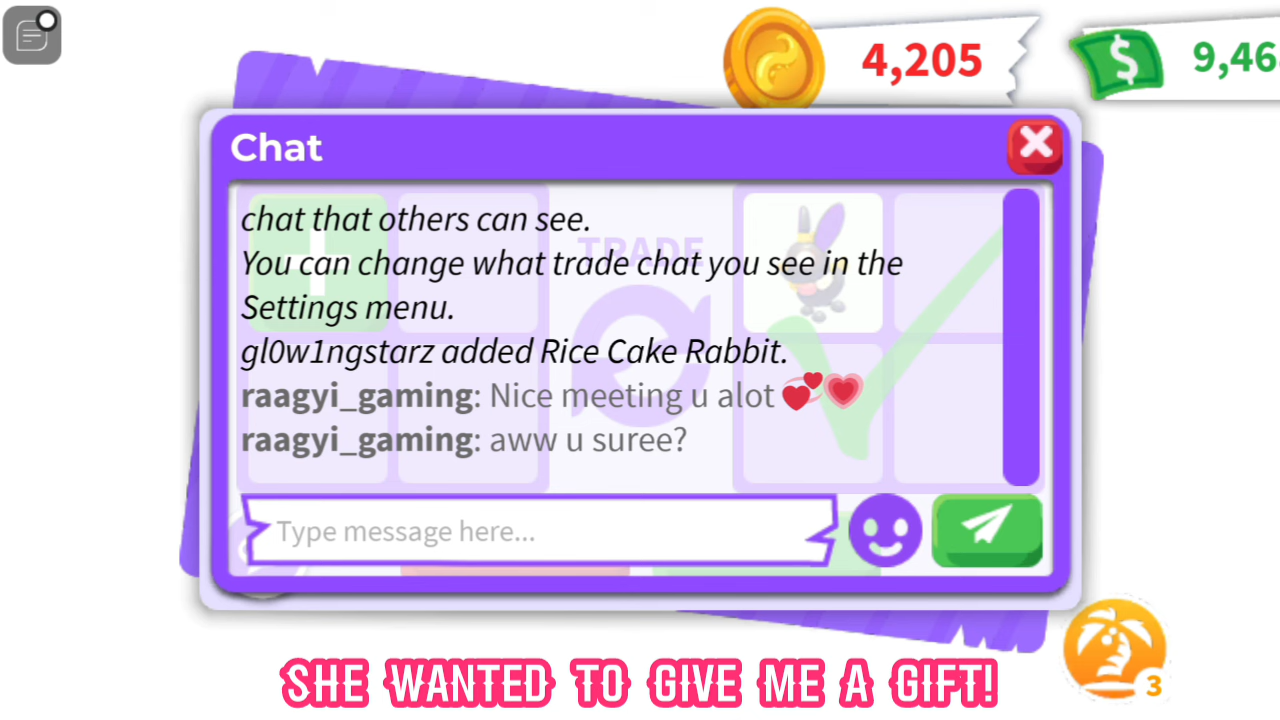 4,205
9,46
Chat
chat that others can see.
You can change what trade chat you see in the
Settings menu.
gl0w1ngstarz added Rice Cake Rabbit.
raagyi_gaming: Nice meeting u alot 💞💗
raagyi_gaming: aww u suree?
TRADE
Type message here...
3
SHE WANTED TO GIVE ME A GIFT!